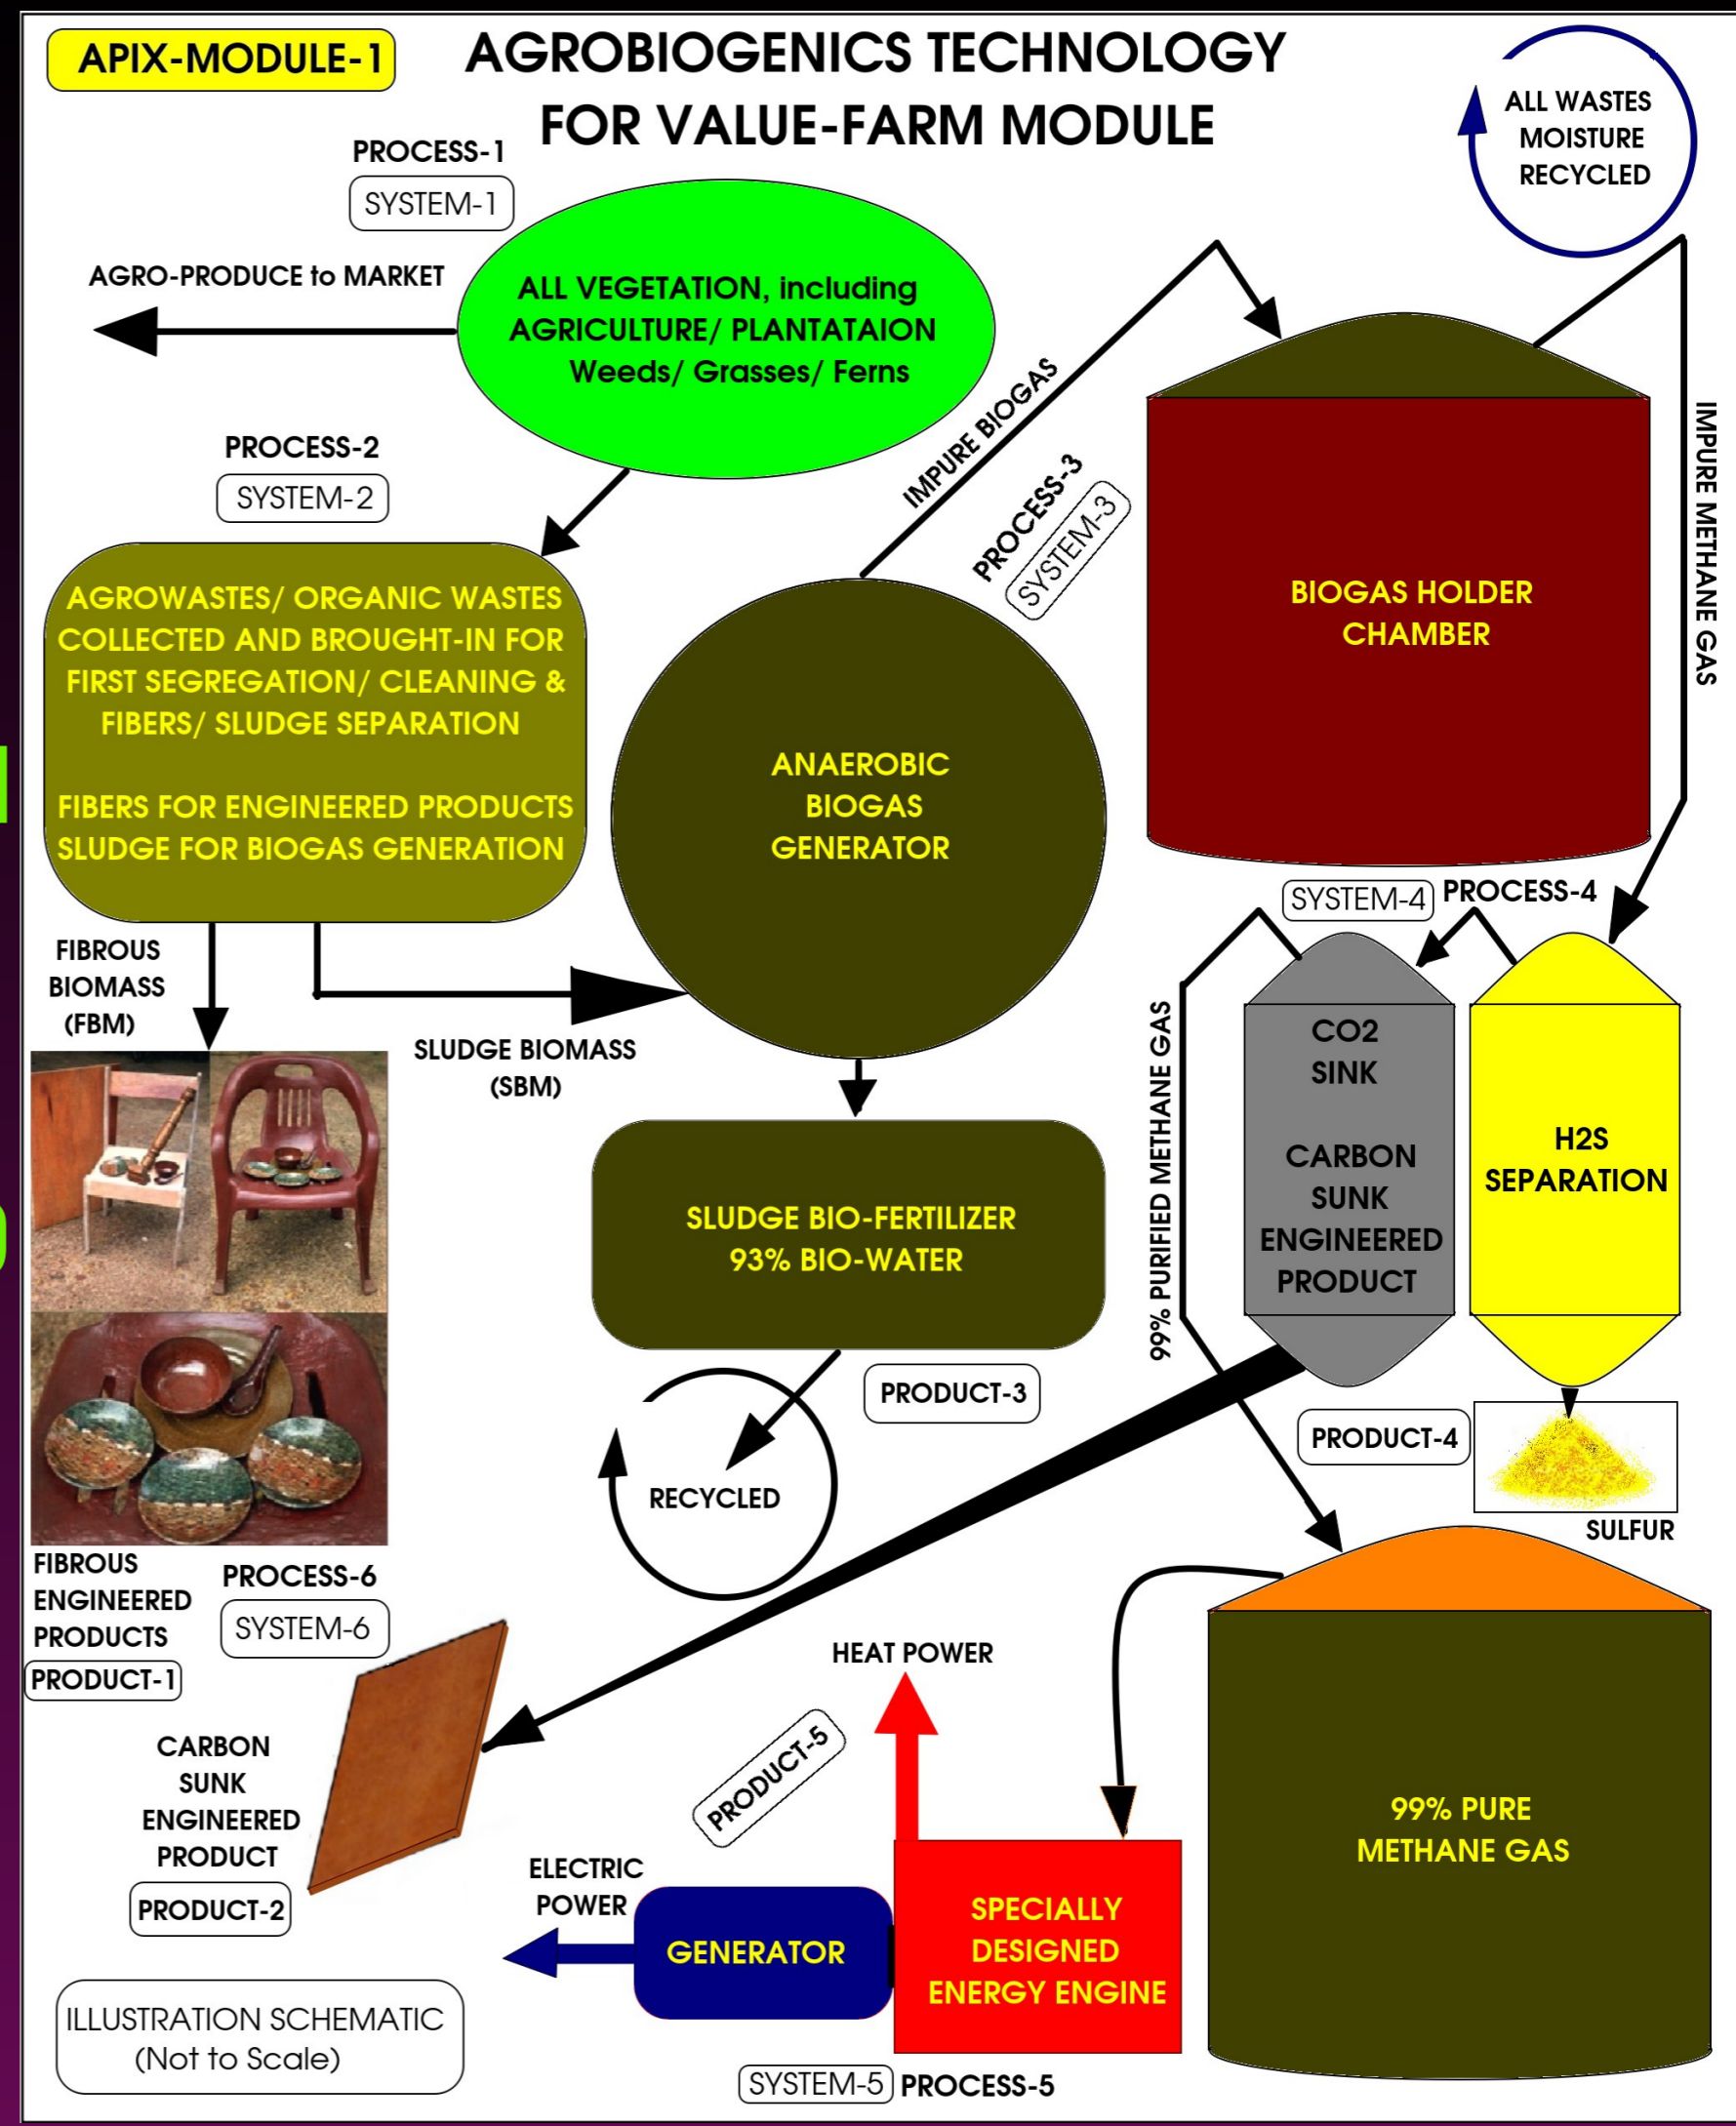 APIX-MODULE-1
AGROBIOGENICS TECHNOLOGY
FOR VALUE-FARM MODULE
ALL WASTES
MOISTURE
RECYCLED
PROCESS-1
SYSTEM-1
AGRO-PRODUCE to MARKET
ALL VEGETATION, including
AGRICULTURE/ PLANTATAION
Weeds/ Grasses/ Ferns
PROCESS-2
SYSTEM-2
AGROWASTES/ ORGANIC WASTES
COLLECTED AND BROUGHT-IN FOR
FIRST SEGREGATION/ CLEANING &
FIBERS/ SLUDGE SEPARATION
FIBERS FOR ENGINEERED PRODUCTS
SLUDGE FOR BIOGAS GENERATION
IMPURE BIOGAS
PROCESS-3
SYSTEM-3
ANAEROBIC
BIOGAS
GENERATOR
BIOGAS HOLDER
CHAMBER
IMPURE METHANE GAS
FIBROUS
BIOMASS
(FBM)
SLUDGE BIOMASS
(SBM)
SYSTEM-4
PROCESS-4
CO2
SINK
CARBON
SUNK
ENGINEERED
PRODUCT
H2S
SEPARATION
99% PURIFIED METHANE GAS
SLUDGE BIO-FERTILIZER
93% BIO-WATER
PRODUCT-3
RECYCLED
PRODUCT-4
SULFUR
FIBROUS
ENGINEERED
PRODUCTS
PRODUCT-1
PROCESS-6
SYSTEM-6
CARBON
SUNK
ENGINEERED
PRODUCT
PRODUCT-2
HEAT POWER
PRODUCT-5
ELECTRIC
POWER
GENERATOR
SPECIALLY
DESIGNED
ENERGY ENGINE
99% PURE
METHANE GAS
SYSTEM-5
PROCESS-5
ILLUSTRATION SCHEMATIC
(Not to Scale)